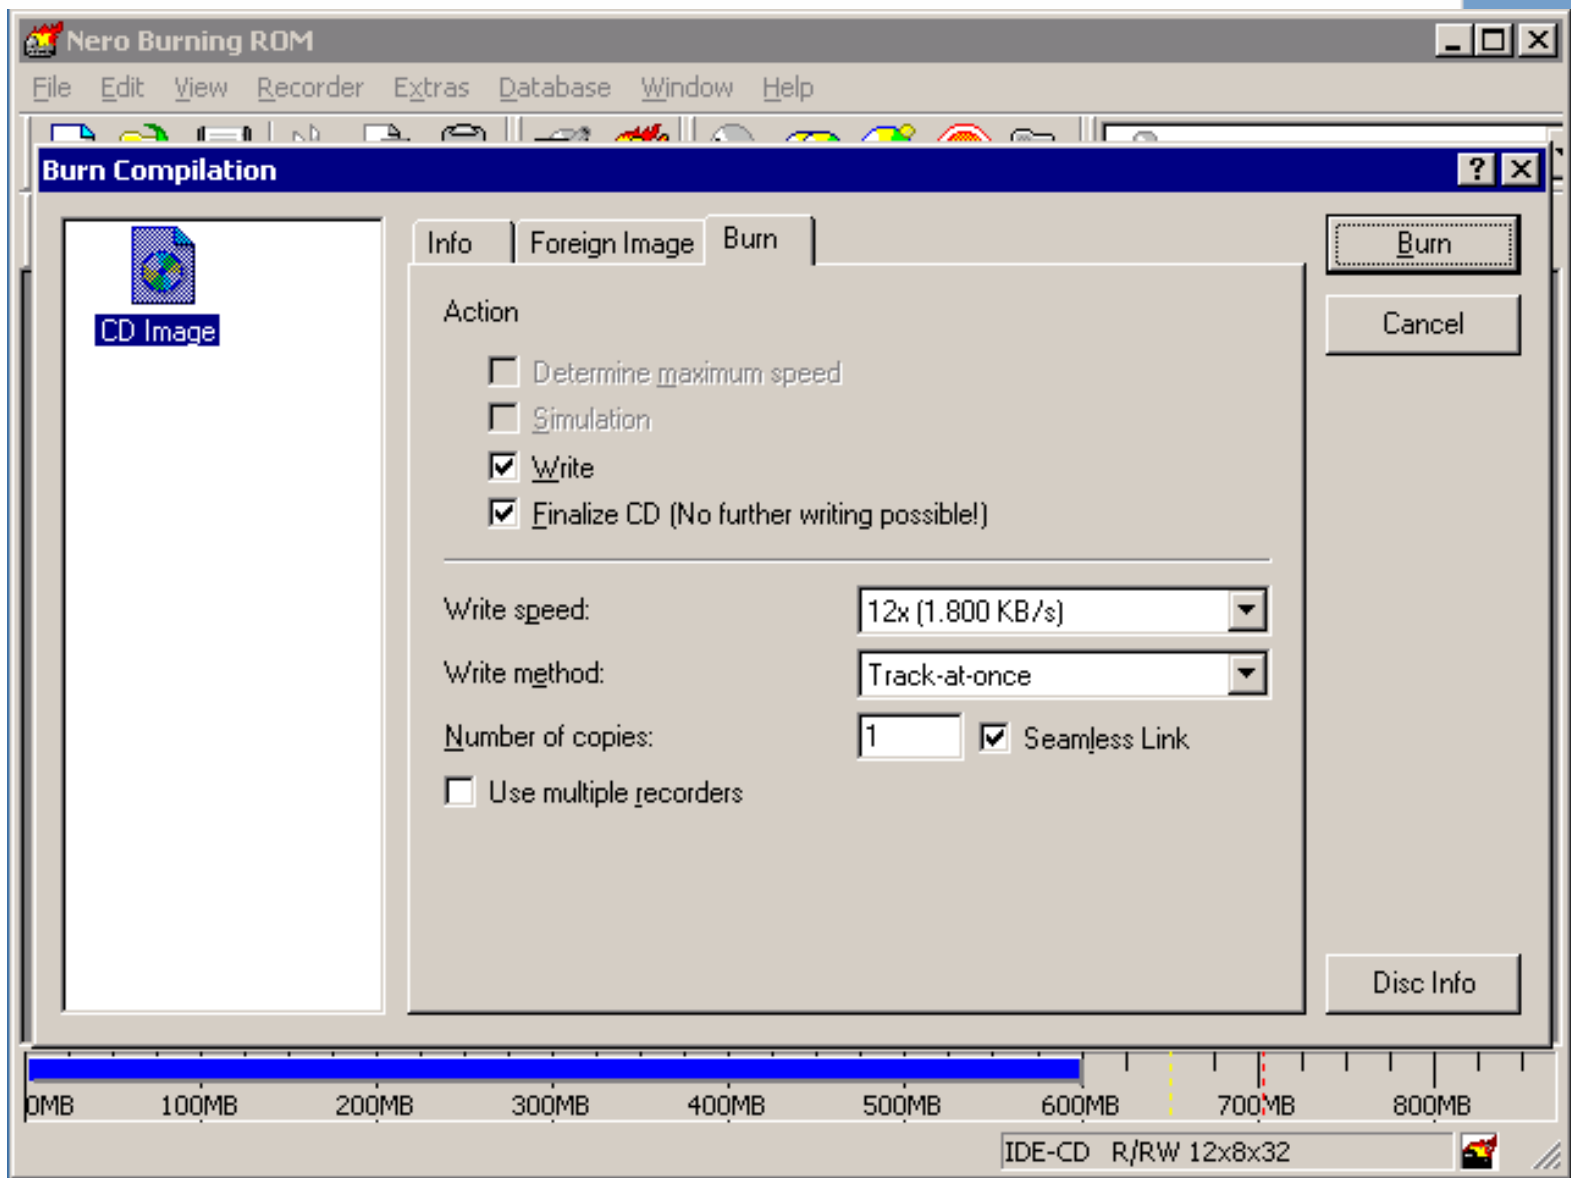 Nero Burning ROM
File Edit View Recorder Extras Database Window Help
Burn Compilation
CD Image
Info Foreign Image Burn
Burn
Cancel
Action
Determine maximum speed
Simulation
Write
Finalize CD (No further writing possible!)
Write speed: 12x (1.800 KB/s)
Write method: Track-at-once
Number of copies: 1 Seamless Link
Use multiple recorders
Disc Info
0MB 100MB 200MB 300MB 400MB 500MB 600MB 700MB 800MB
IDE-CD R/RW 12x8x32